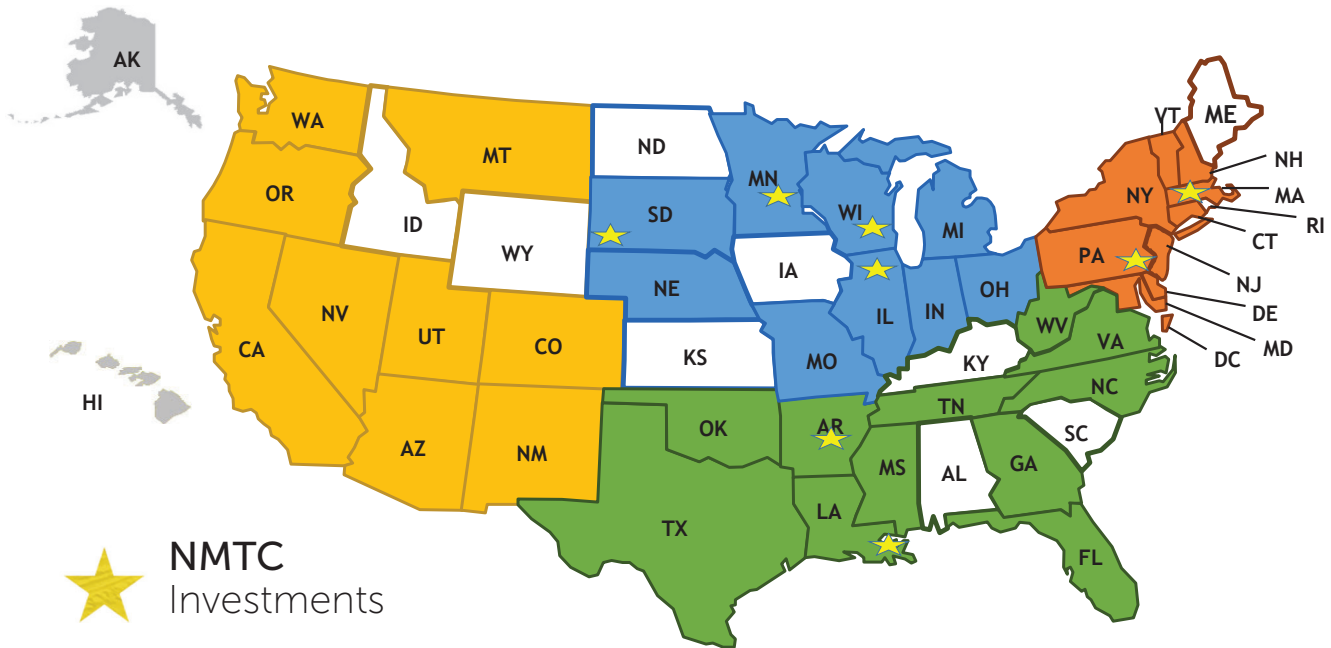 AK
WA
MT
ND
MN
VT
ME
OR
ID
WY
SD
WI
MI
NY
NH
MA
RI
CT
NV
UT
CO
NE
IA
IL
IN
OH
PA
NJ
DE
MD
DC
CA
KS
MO
KY
WV
VA
HI
AZ
NM
OK
AR
TN
NC
SC
TX
LA
MS
AL
GA
FL
NMTC
Investments